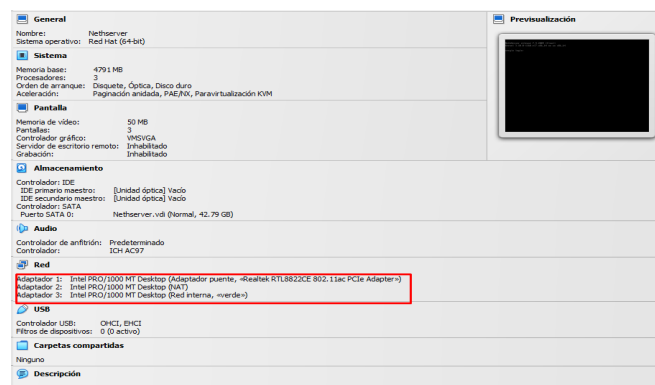 General
Nombre: Nethserver
Sistema operativo: Red Hat (64-bit)
Sistema
Memoria base: 4791 MB
Procesadores: 3
Orden de arranque: Disquete, Óptica, Disco duro
Aceleración: Paginación anidada, PAE/NX, Paravirtualización KVM
Pantalla
Memoria de vídeo: 50 MB
Pantallas: 3
Controlador gráfico: VMSVGA
Servidor de escritorio remoto: Inhabilitado
Grabación: Inhabilitado
Almacenamiento
Controlador: IDE
IDE primario maestro: [Unidad óptica] Vacío
IDE secundario maestro: [Unidad óptica] Vacío
Controlador: SATA
Puerto SATA 0: Nethserver.vdi (Normal, 42.79 GB)
Audio
Controlador de anfitrión: Predeterminado
Controlador: ICH AC97
Red
Adaptador 1: Intel PRO/1000 MT Desktop (Adaptador puente, «Realtek RTL8822CE 802.11ac PCIe Adapter»)
Adaptador 2: Intel PRO/1000 MT Desktop (NAT)
Adaptador 3: Intel PRO/1000 MT Desktop (Red interna, «verde»)
USB
Controlador USB: OHCI, EHCI
Filtros de dispositivos: 0 (0 activo)
Carpetas compartidas
Ninguno
Descripción
Previsualización